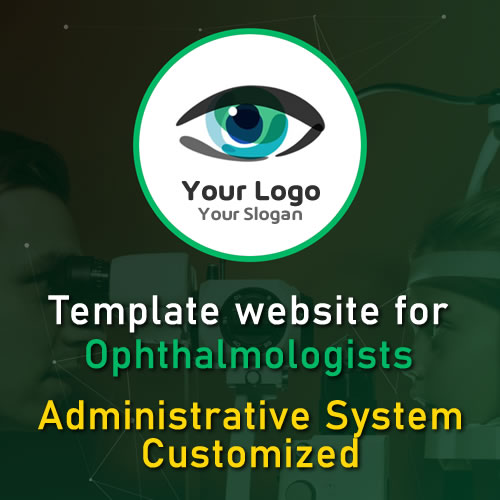 Your Logo
Your Slogan
Template website for
Ophthalmologists
Administrative System
Customized